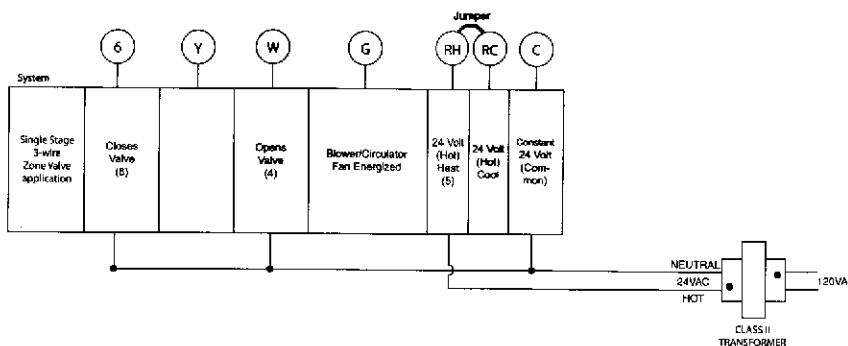 Jumper
6
Y
W
G
RH
RC
C
System
Single Stage
3-wire
Zone Valve
application
Closes
Valve
(6)
Opens
Valve
(4)
Blower/Circulator
Fan Energized
24 Volt
(Hot)
Heat
(5)
24 Volt
(Hot)
Cool
Constant
24 Volt
(Com-
mon)
NEUTRAL
24VAC
HOT
120VA
CLASS II
TRANSFORMER